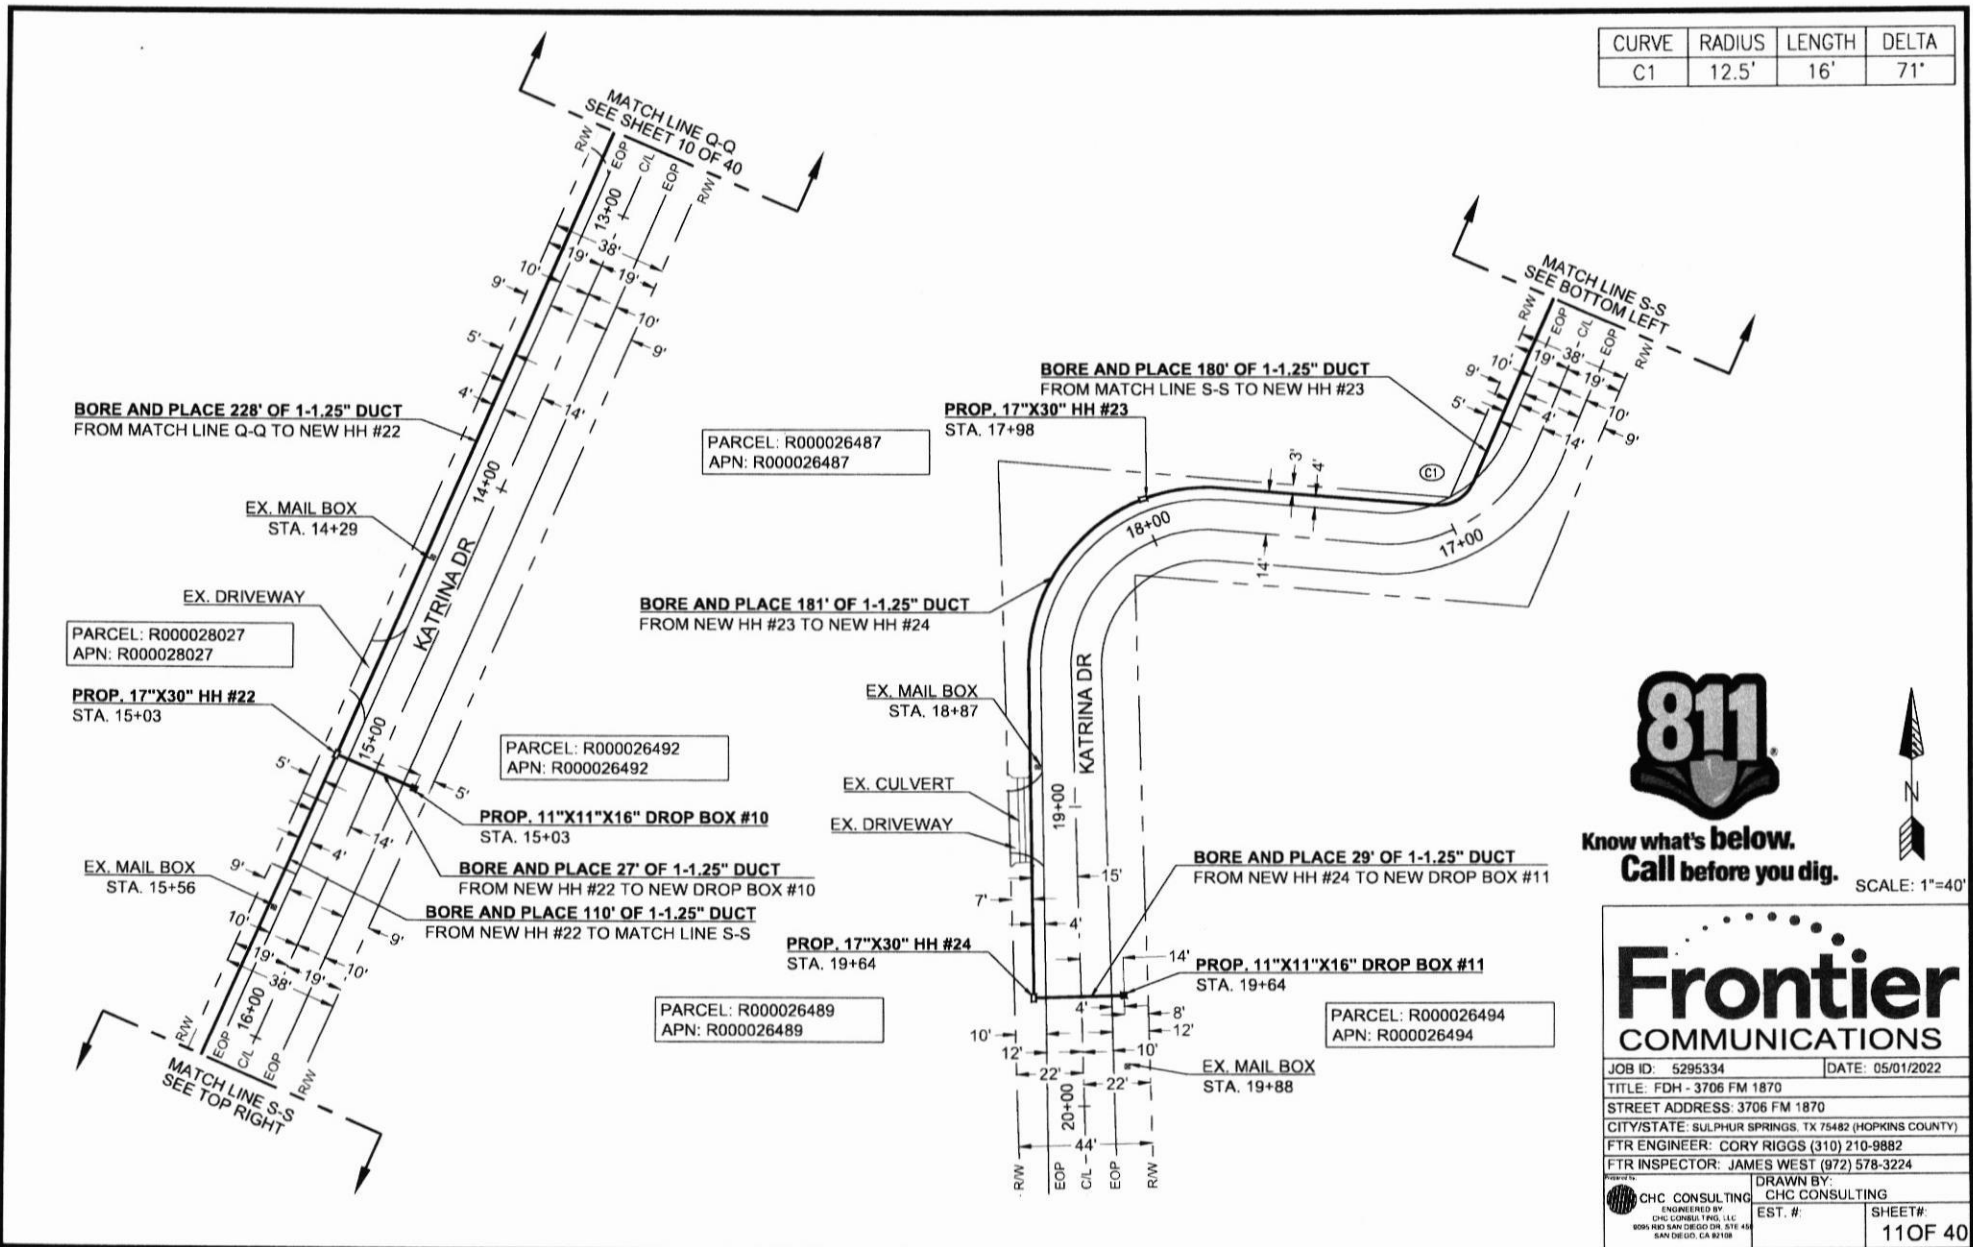 CURVE RADIUS LENGTH DELTA
C1 12.5' 16' 71°
MATCH LINE Q-Q
SEE SHEET 10 OF 40
R/W
EOP
C/L
EOP
R/W
13+00
38'
19'
19'
10'
10'
9'
9'
5'
4'
14'
BORE AND PLACE 228' OF 1-1.25" DUCT
FROM MATCH LINE Q-Q TO NEW HH #22
14+00
EX. MAIL BOX
STA. 14+29
KATRINA DR
EX. DRIVEWAY
PARCEL: R000028027
APN: R000028027
PROP. 17"X30" HH #22
STA. 15+03
15+00
PARCEL: R000026492
APN: R000026492
5'
5'
PROP. 11"X11"X16" DROP BOX #10
STA. 15+03
14'
4'
BORE AND PLACE 27' OF 1-1.25" DUCT
FROM NEW HH #22 TO NEW DROP BOX #10
EX. MAIL BOX
STA. 15+56
9'
BORE AND PLACE 110' OF 1-1.25" DUCT
FROM NEW HH #22 TO MATCH LINE S-S
10'
9'
19'
19'
10'
38'
16+00
R/W
EOP
C/L
EOP
R/W
MATCH LINE S-S
SEE TOP RIGHT
MATCH LINE S-S
SEE BOTTOM LEFT
R/W
EOP
C/L
EOP
R/W
38'
19'
19'
10'
10'
9'
9'
5'
4'
14'
BORE AND PLACE 180' OF 1-1.25" DUCT
FROM MATCH LINE S-S TO NEW HH #23
PROP. 17"X30" HH #23
STA. 17+98
PARCEL: R000026487
APN: R000026487
C1
3'
4'
18+00
17+00
14'
BORE AND PLACE 181' OF 1-1.25" DUCT
FROM NEW HH #23 TO NEW HH #24
EX. MAIL BOX
STA. 18+87
KATRINA DR
EX. CULVERT
EX. DRIVEWAY
19+00
15'
7'
4'
BORE AND PLACE 29' OF 1-1.25" DUCT
FROM NEW HH #24 TO NEW DROP BOX #11
PROP. 17"X30" HH #24
STA. 19+64
14'
PROP. 11"X11"X16" DROP BOX #11
STA. 19+64
PARCEL: R000026489
APN: R000026489
4'
8'
PARCEL: R000026494
APN: R000026494
10'
12'
12'
10'
EX. MAIL BOX
STA. 19+88
22'
22'
20+00
44'
R/W
EOP
C/L
EOP
R/W
811
Know what's below.
Call before you dig.
N
SCALE: 1"=40'
Frontier
COMMUNICATIONS
JOB ID: 5295334 DATE: 05/01/2022
TITLE: FDH - 3706 FM 1870
STREET ADDRESS: 3706 FM 1870
CITY/STATE: SULPHUR SPRINGS, TX 75482 (HOPKINS COUNTY)
FTR ENGINEER: CORY RIGGS (310) 210-9882
FTR INSPECTOR: JAMES WEST (972) 578-3224
CHC CONSULTING
ENGINEERED BY
CHC CONSULTING, LLC
SAN DIEGO, CA 92108
DRAWN BY:
CHC CONSULTING
EST. #:
SHEET#:
11OF 40